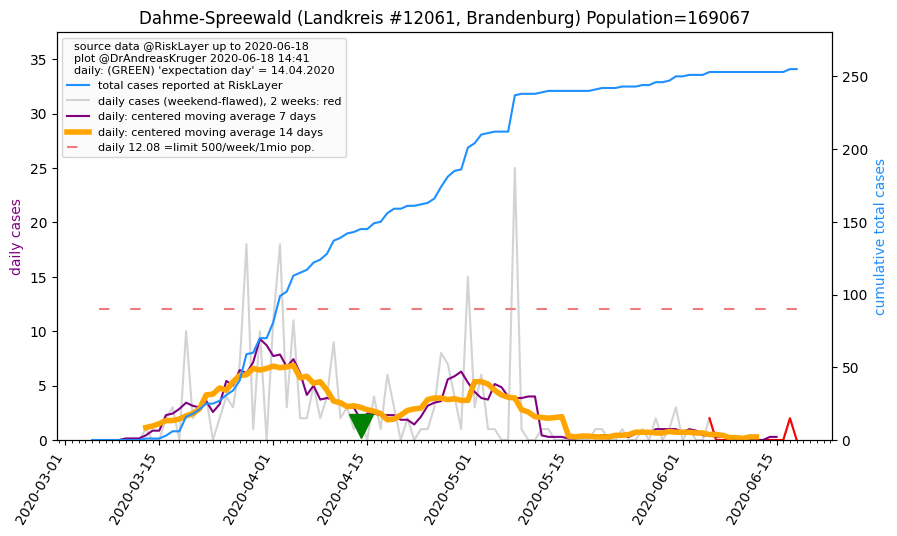 Dahme-Spreewald (Landkreis #12061, Brandenburg) Population=169067
source data @RiskLayer up to 2020-06-18
plot @DrAndreasKruger 2020-06-18 14:41
daily: (GREEN) 'expectation day' = 14.04.2020
total cases reported at RiskLayer
daily cases (weekend-flawed), 2 weeks: red
daily: centered moving average 7 days
daily: centered moving average 14 days
daily 12.08 =limit 500/week/1mio pop.
daily cases
35
30
25
20
15
10
5
0
cumulative total cases
250
200
150
100
50
0
2020-03-01
2020-03-15
2020-04-01
2020-04-15
2020-05-01
2020-05-15
2020-06-01
2020-06-15